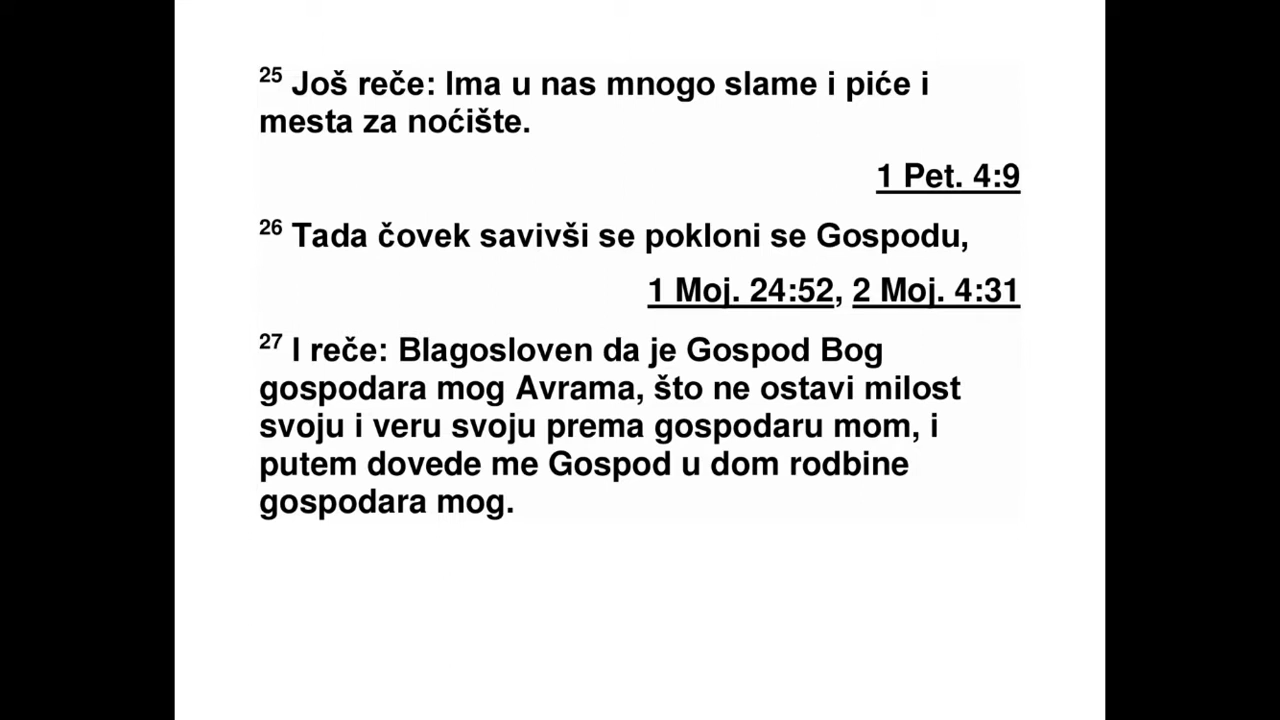 25 Još reče: Ima u nas mnogo slame i piće i
mesta za noćište.
1 Pet. 4:9
26 Tada čovek savivši se pokloni se Gospodu,
1 Moj. 24:52, 2 Moj. 4:31
27 I reče: Blagosloven da je Gospod Bog
gospodara mog Avrama, što ne ostavi milost
svoju i veru svoju prema gospodaru mom, i
putem dovede me Gospod u dom rodbine
gospodara mog.